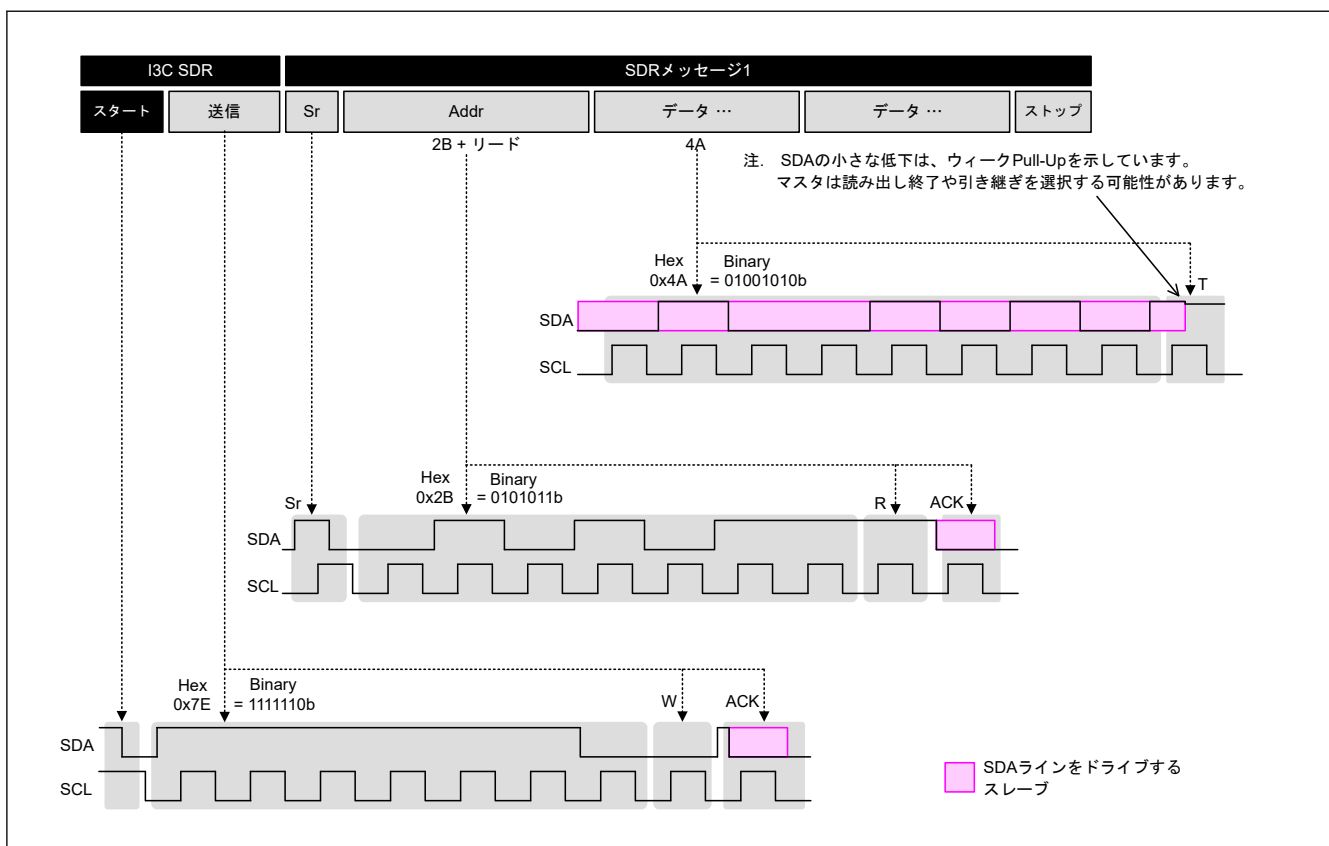 I3C SDR
SDRメッセージ1
スタート
送信
Sr
Addr
データ …
データ …
ストップ
2B + リード
4A
注. SDAの小さな低下は、ウィークPull-Upを示しています。
マスタは読み出し終了や引き継ぎを選択する可能性があります。
Hex
0x4A
Binary
= 01001010b
T
SDA
SCL
Hex
0x2B
Binary
= 0101011b
Sr
R
ACK
SDA
SCL
Hex
0x7E
Binary
= 1111110b
W
ACK
SDA
SCL
SDAラインをドライブする
スレーブ